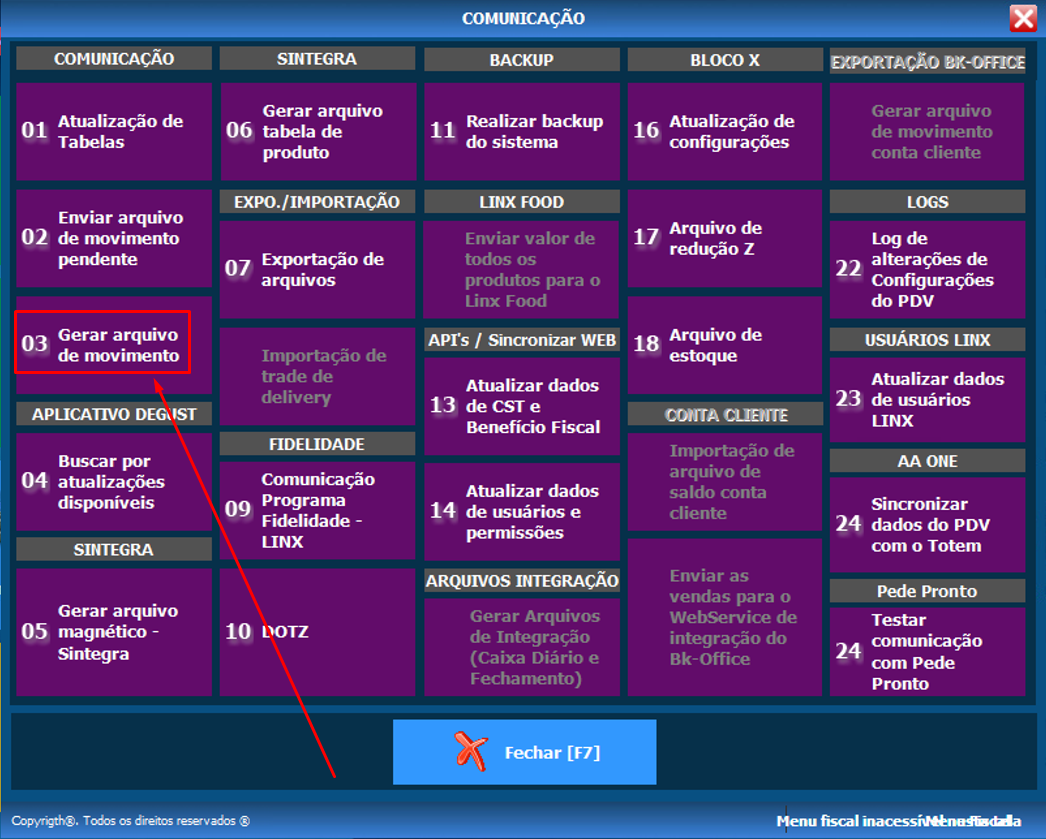 COMUNICAÇÃO
COMUNICAÇÃO
01
Atualização de
Tabelas
02
Enviar arquivo
de movimento
pendente
03
Gerar arquivo
de movimento
APLICATIVO DEGUST
04
Buscar por
atualizações
disponíveis
SINTEGRA
05
Gerar arquivo
magnético -
Sintegra
SINTEGRA
06
Gerar arquivo
tabela de
produto
EXPO./IMPORTAÇÃO
07
Exportação de
arquivos
Importação de
trade de
delivery
FIDELIDADE
09
Comunicação
Programa
Fidelidade -
LINX
10 DOTZ
BACKUP
11
Realizar backup
do sistema
LINX FOOD
Enviar valor de
todos os
produtos para o
Linx Food
API's / Sincronizar WEB
13
Atualizar dados
de CST e
Benefício Fiscal
14
Atualizar dados
de usuários e
permissões
ARQUIVOS INTEGRAÇÃO
Gerar Arquivos
de Integração
(Caixa Diário e
Fechamento)
BLOCO X
16
Atualização de
configurações
17
Arquivo de
redução Z
18
Arquivo de
estoque
CONTA CLIENTE
Importação de
arquivo de
saldo conta
cliente
Enviar as
vendas para o
WebService de
integração do
Bk-Office
EXPORTAÇÃO BK-OFFICE
Gerar arquivo
de movimento
conta cliente
LOGS
22
Log de
alterações de
Configurações
do PDV
USUÁRIOS LINX
23
Atualizar dados
de usuários
LINX
AA ONE
24
Sincronizar
dados do PDV
com o Totem
Pede Pronto
24
Testar
comunicação
com Pede
Pronto
Fechar [F7]
Copyrigth®. Todos os direitos reservados ®
Menu fiscal